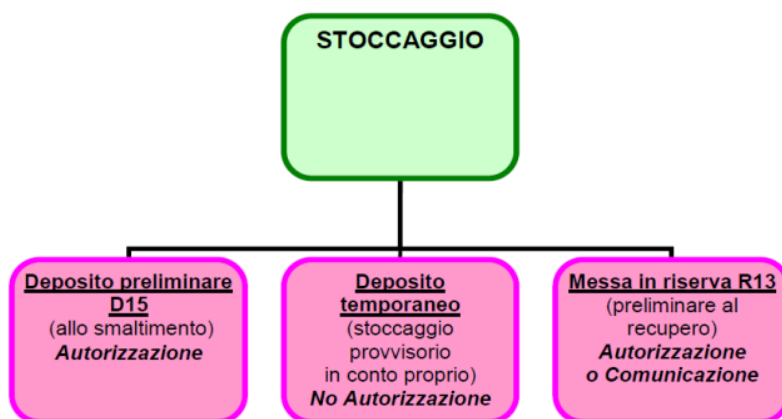 STOCCAGGIO
Deposito preliminare
D15
(allo smaltimento)
Autorizzazione
Deposito
temporaneo
(stoccaggio
provvisorio
in conto proprio)
No Autorizzazione
Messa in riserva R13
(preliminare al
recupero)
Autorizzazione
o Comunicazione